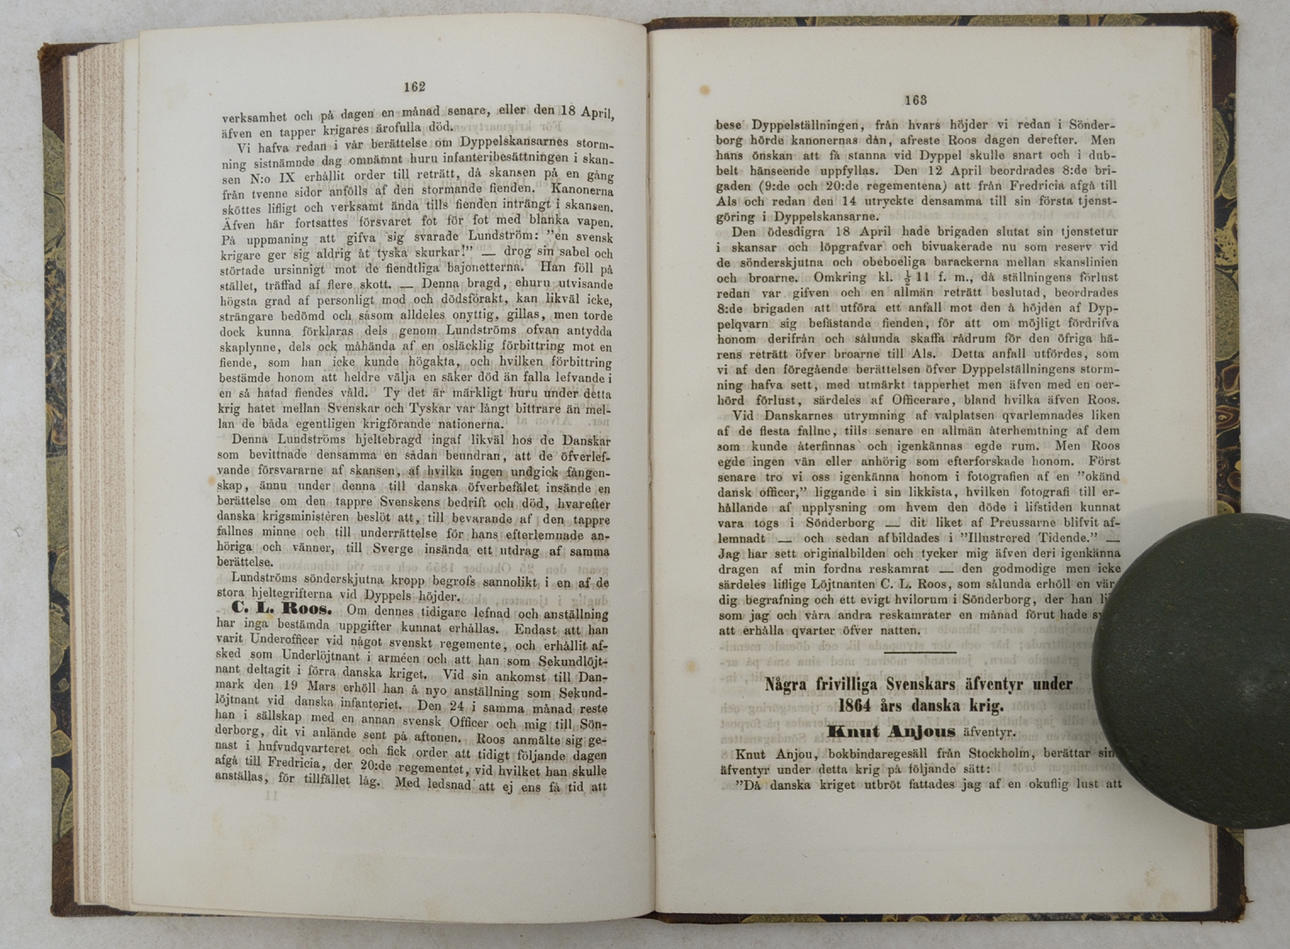 162
verksamhet och på dagen en månad senare, eller den 18 April,
äfven en tapper krigares ärofulla död.
Vi hafva redan i vår berättelse om Dyppelskansarnes storm-
ning sistnämnde dag omnämnt huru infanteribesättningen i skan-
sen N:o IX erhållit order till reträtt, då skansen på en gång
från tvenne sidor anfölls af den stormande fienden. Kanonerna
sköttes lifligt och verksamt ända tills fienden inträngt i skansen.
Äfven här fortsattes försvaret fot för fot med blanka vapen.
På uppmaning att gifva sig svarade Lundström: "en svensk
krigare ger sig aldrig åt tyska skurkar!" — drog sin sabel och
störtade ursinnigt mot de fiendtliga bajonetterna. Han föll på
stället, träffad af flere skott. — Denna bragd, ehuru utvisande
högsta grad af personligt mod och dödsförakt, kan likväl icke,
strängare bedömd och såsom alldeles onyttig, gillas, men torde
dock kunna förklaras dels genom Lundströms ofvan antydda
skaplynne, dels ock måhända af en osläcklig förbittring mot en
fiende, som han icke kunde högakta, och hvilken förbittring
bestämde honom att heldre välja en säker död än falla lefvande i
en så hatad fiendes våld. Ty det är märkligt huru under detta
krig hatet mellan Svenskar och Tyskar var långt bittrare än mel-
lan de båda egentligen krigförande nationerna.
Denna Lundströms hjeltebragd ingaf likväl hos de Danskar
som bevittnade densamma en sådan beundran, att de öfverlef-
vande försvararne af skansen, af hvilka ingen undgick fången-
skap, ännu under denna till danska öfverbefälet insände en
berättelse om den tappre Svenskens bedrift och död, hvarefter
danska krigsministèren beslöt att, till bevarande af den tappre
fallnes minne och till underrättelse för hans efterlemnade an-
höriga och vänner, till Sverge insända ett utdrag af samma
berättelse.
Lundströms sönderskjutna kropp begrofs sannolikt i en af de
stora hjeltegrifterna vid Dyppels höjder.
C. L. Roos. Om dennes tidigare lefnad och anställning
har inga bestämda uppgifter kunnat erhållas. Endast att han
varit Underofficer vid något svenskt regemente, och erhållit af-
sked som Underlöjtnant i arméen och att han som Sekundlöjt-
nant deltagit i förra danska kriget. Vid sin ankomst till Dan-
mark den 19 Mars erhöll han å nyo anställning som Sekund-
löjtnant vid danska infanteriet. Den 24 i samma månad reste
han i sällskap med en annan svensk Officer och mig till Sön-
derborg, dit vi anlände sent på aftonen. Roos anmälte sig ge-
nast i hufvudqvarteret och fick order att tidigt följande dagen
afgå till Fredricia, der 20:de regementet, vid hvilket han skulle
anställas, för tillfället låg. Med ledsnad att ej ens få tid att
163
bese Dyppelställningen, från hvars höjder vi redan i Sönder-
borg hörde kanonernas dån, afreste Roos dagen derefter. Men
hans önskan att få stanna vid Dyppel skulle snart och i dub-
belt hänseende uppfyllas. Den 12 April beordrades 8:de bri-
gaden (9:de och 20:de regementena) att från Fredricia afgå till
Als och redan den 14 utryckte densamma till sin första tjenst-
göring i Dyppelskansarne.
Den ödesdigra 18 April hade brigaden slutat sin tjenstetur
i skansar och löpgrafvar och bivuakerade nu som reserv vid
de sönderskjutna och obeboeliga barackerna mellan skanslinien
och broarne. Omkring kl. ½ 11 f. m., då ställningens förlust
redan var gifven och en allmän reträtt beslutad, beordrades
8:de brigaden att utföra ett anfall mot den å höjden af Dyp-
pelqvarn sig befästande fienden, för att om möjligt fördrifva
honom derifrån och sålunda skaffa rådrum för den öfriga hä-
rens reträtt öfver broarne till Als. Detta anfall utfördes, som
vi af den föregående berättelsen öfver Dyppelställningens storm-
ning hafva sett, med utmärkt tapperhet men äfven med en oer-
hörd förlust, särdeles af Officerare, bland hvilka äfven Roos.
Vid Danskarnes utrymning af valplatsen qvarlemnades liken
af de flesta fallne, tills senare en allmän återhemtning af dem
som kunde återfinnas och igenkännas egde rum. Men Roos
egde ingen vän eller anhörig som efterforskade honom. Först
senare tro vi oss igenkänna honom i fotografien af en "okänd
dansk officer," liggande i sin likkista, hvilken fotografi till er-
hållande af upplysning om hvem den döde i lifstiden kunnat
vara togs i Sönderborg — dit liket af Preussarne blifvit af-
lemnadt — och sedan afbildades i "Illustrered Tidende." —
Jag har sett originalbilden och tycker mig äfven deri igenkänna
dragen af min fordna reskamrat — den godmodige men icke
särdeles liflige Löjtnanten C. L. Roos, som sålunda erhöll en vär-
dig begrafning och ett evigt hvilorum i Sönderborg, der han
som jag och våra andra reskamrater en månad förut hade
att erhålla qvarter öfver natten.
Några frivilliga Svenskars äfventyr under
1864 års danska krig.
Knut Anjous äfventyr.
Knut Anjou, bokbindaregesäll från Stockholm, berättar
äfventyr under detta krig på följande sätt:
"Då danska kriget utbröt fattades jag af en okuflig lust att